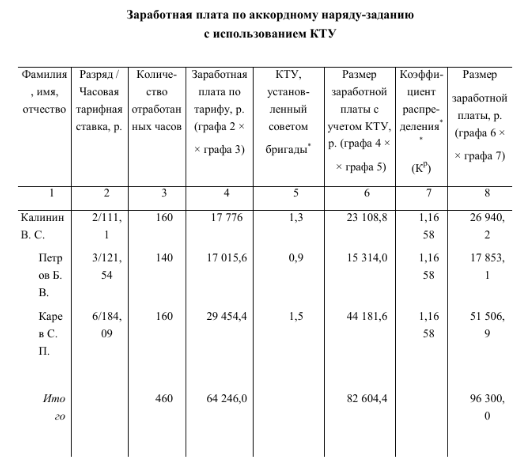 Заработная плата по аккордному наряду-заданию
с использованием КТУ
Фамилия
, имя,
отчество
Разряд /
Часовая
тарифная
ставка, р.
Количе-
ство
отработан
ных часов
Заработная
плата по
тарифу, р.
(графа 2 ×
× графа 3)
КТУ,
установ-
ленный
советом
бригады*
Размер
заработной
платы с
учетом КТУ,
р. (графа 4 ×
× графа 5)
Коэффи-
циент
распре-
деления*
*
(Kр)
Размер
заработной
платы, р.
(графа 6 ×
× графа 7)
1 2 3 4 5 6 7 8
Калинин 2/111, 160 17 776 1,3 23 108,8 1,16 26 940,
В. С. 1 58 2
Петр 3/121, 140 17 015,6 0,9 15 314,0 1,16 17 853,
ов Б. 54 58 1
В.
Каре 6/184, 160 29 454,4 1,5 44 181,6 1,16 51 506,
в С. 09 58 9
П.
Ито 460 64 246,0 82 604,4 96 300,
го 0